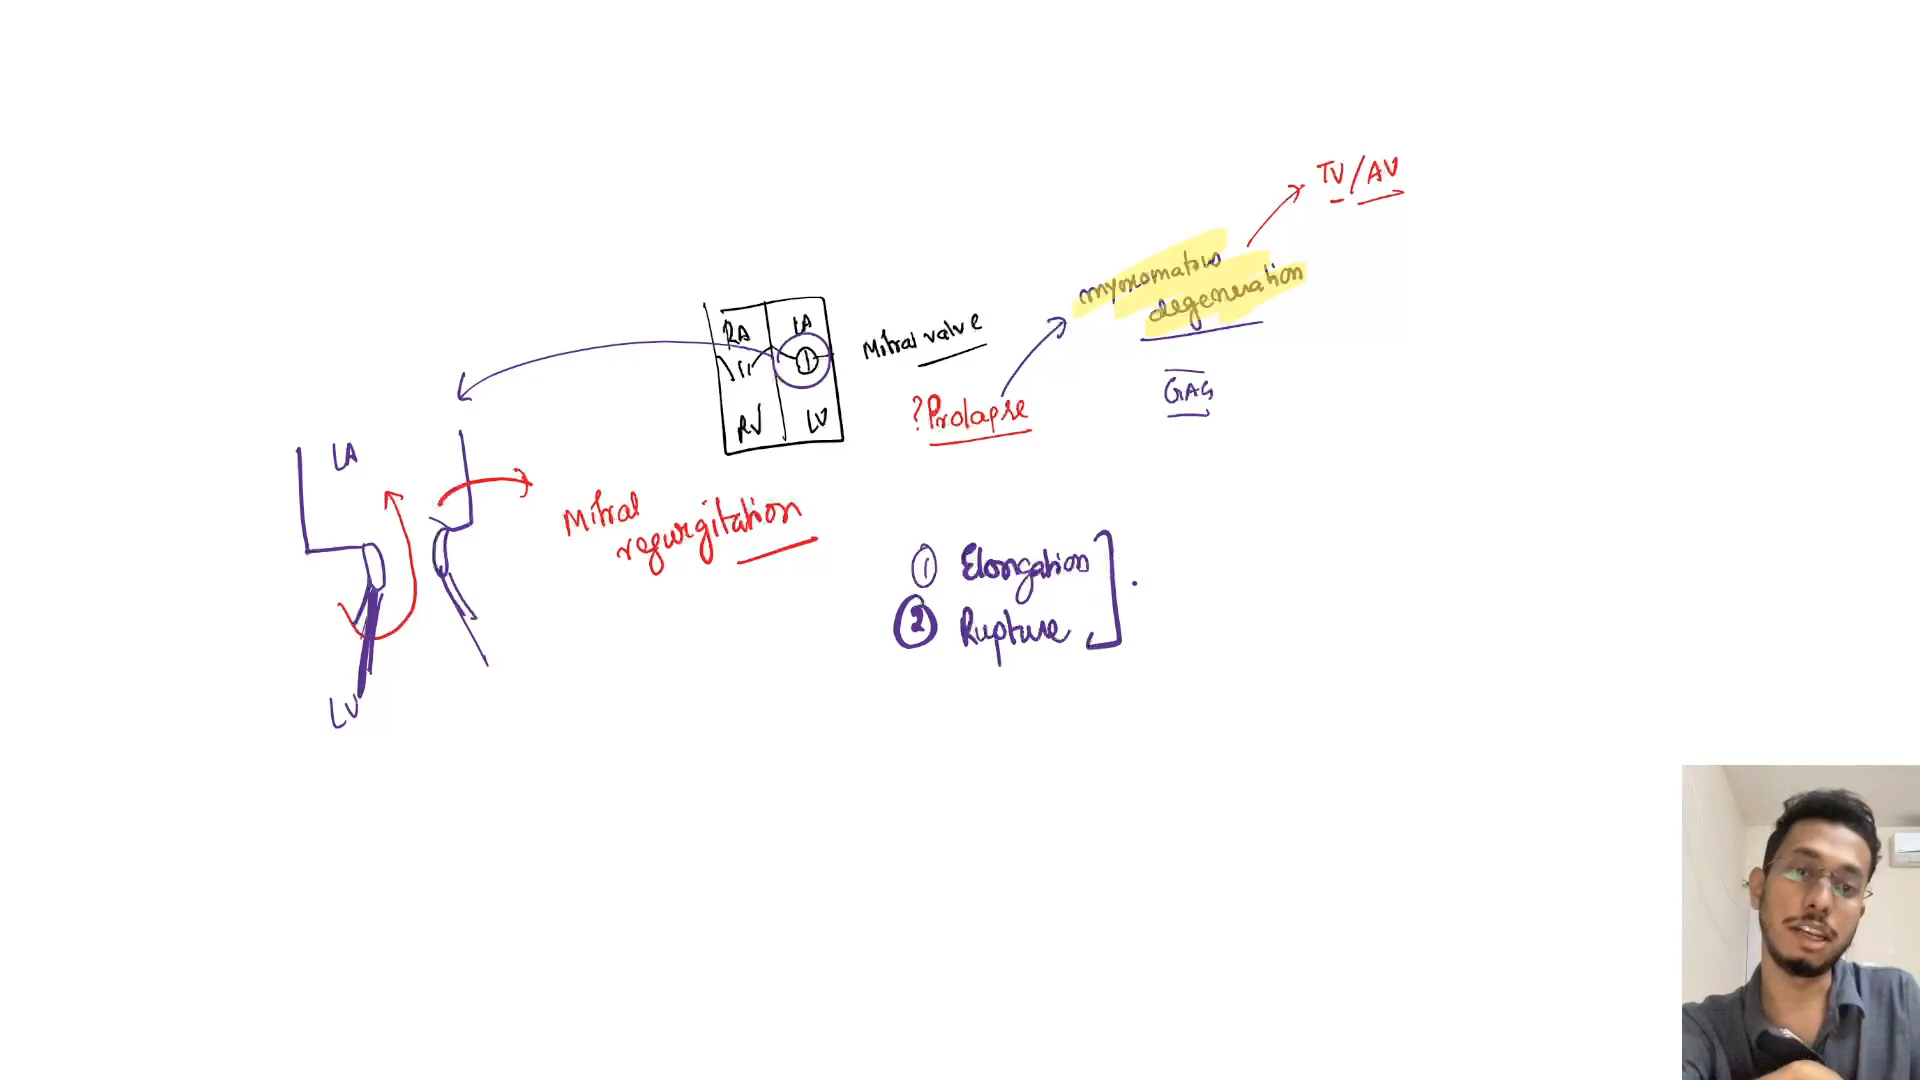 TV/AV
myxomatous
degeneration
GAG
RA LA
RV LV
Mitral valve
?Prolapse
LA
Mitral
regurgitation
① Elongation
② Rupture
LV